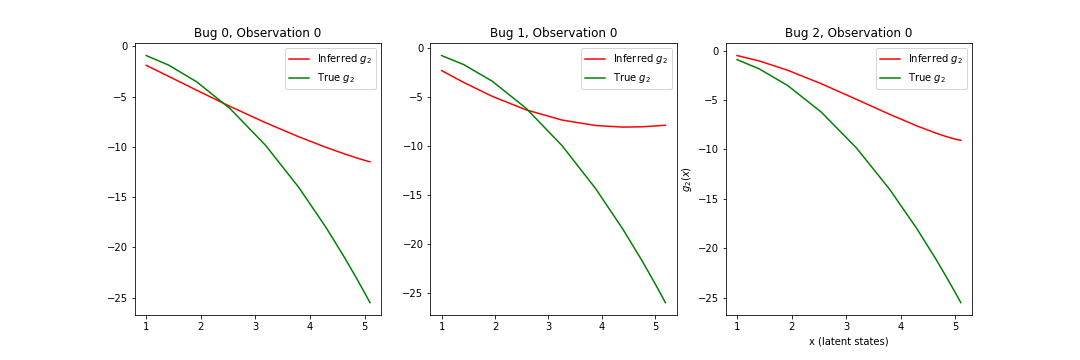 Bug 0, Observation 0
Inferred g₂
True g₂
0
−5
−10
−15
−20
−25
1 2 3 4 5
Bug 1, Observation 0
Inferred g₂
True g₂
0
−5
−10
−15
−20
−25
1 2 3 4 5
Bug 2, Observation 0
Inferred g₂
True g₂
g₂(x)
0
−5
−10
−15
−20
−25
1 2 3 4 5
x (latent states)